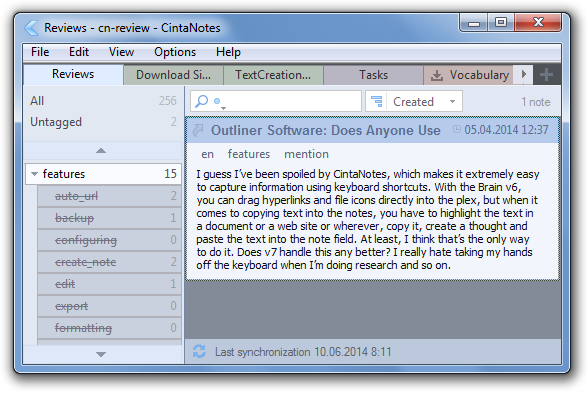 Reviews - cn-review - CintaNotes
File Edit View Options Help
Reviews Download Si... TextCreation... Tasks Vocabulary
All 256
Untagged 2
Created
1 note
features 15
auto_url 2
backup 1
configuring 0
create_note 2
edit 1
export 0
formatting 0
Outliner Software: Does Anyone Use 05.04.2014 12:37
en features mention
I guess I've been spoiled by CintaNotes, which makes it extremely easy
to capture information using keyboard shortcuts. With the Brain v6,
you can drag hyperlinks and file icons directly into the plex, but when it
comes to copying text into the notes, you have to highlight the text in
a document or a web site or wherever, copy it, create a thought and
paste the text into the note field. At least, I think that's the only way
to do it. Does v7 handle this any better? I really hate taking my hands
off the keyboard when I'm doing research and so on.
Last synchronization 10.06.2014 8:11